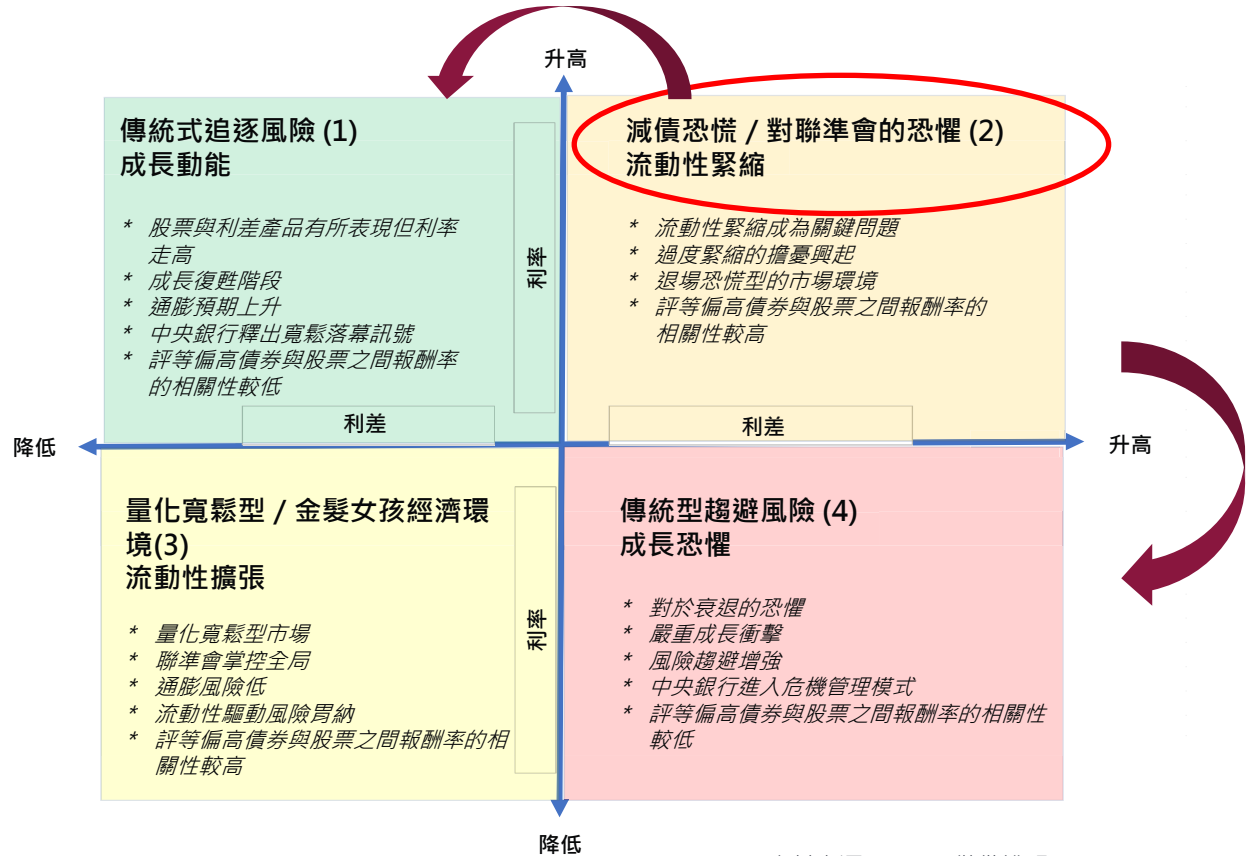 升高
傳統式追逐風險 (1)
成長動能
* 股票與利差產品有所表現但利率
走高
* 成長復甦階段
* 通膨預期上升
* 中央銀行釋出寬鬆落幕訊號
* 評等偏高債券與股票之間報酬率
的相關性較低
利率
減債恐慌 / 對聯準會的恐懼 (2)
流動性緊縮
* 流動性緊縮成為關鍵問題
* 過度緊縮的擔憂興起
* 退場恐慌型的市場環境
* 評等偏高債券與股票之間報酬率的
相關性較高
利差
利差
降低
升高
量化寬鬆型 / 金髮女孩經濟環
境(3)
流動性擴張
* 量化寬鬆型市場
* 聯準會掌控全局
* 通膨風險低
* 流動性驅動風險胃納
* 評等偏高債券與股票之間報酬率的相
關性較高
利率
傳統型趨避風險 (4)
成長恐懼
* 對於衰退的恐懼
* 嚴重成長衝擊
* 風險趨避增強
* 中央銀行進入危機管理模式
* 評等偏高債券與股票之間報酬率的相關性
較低
降低